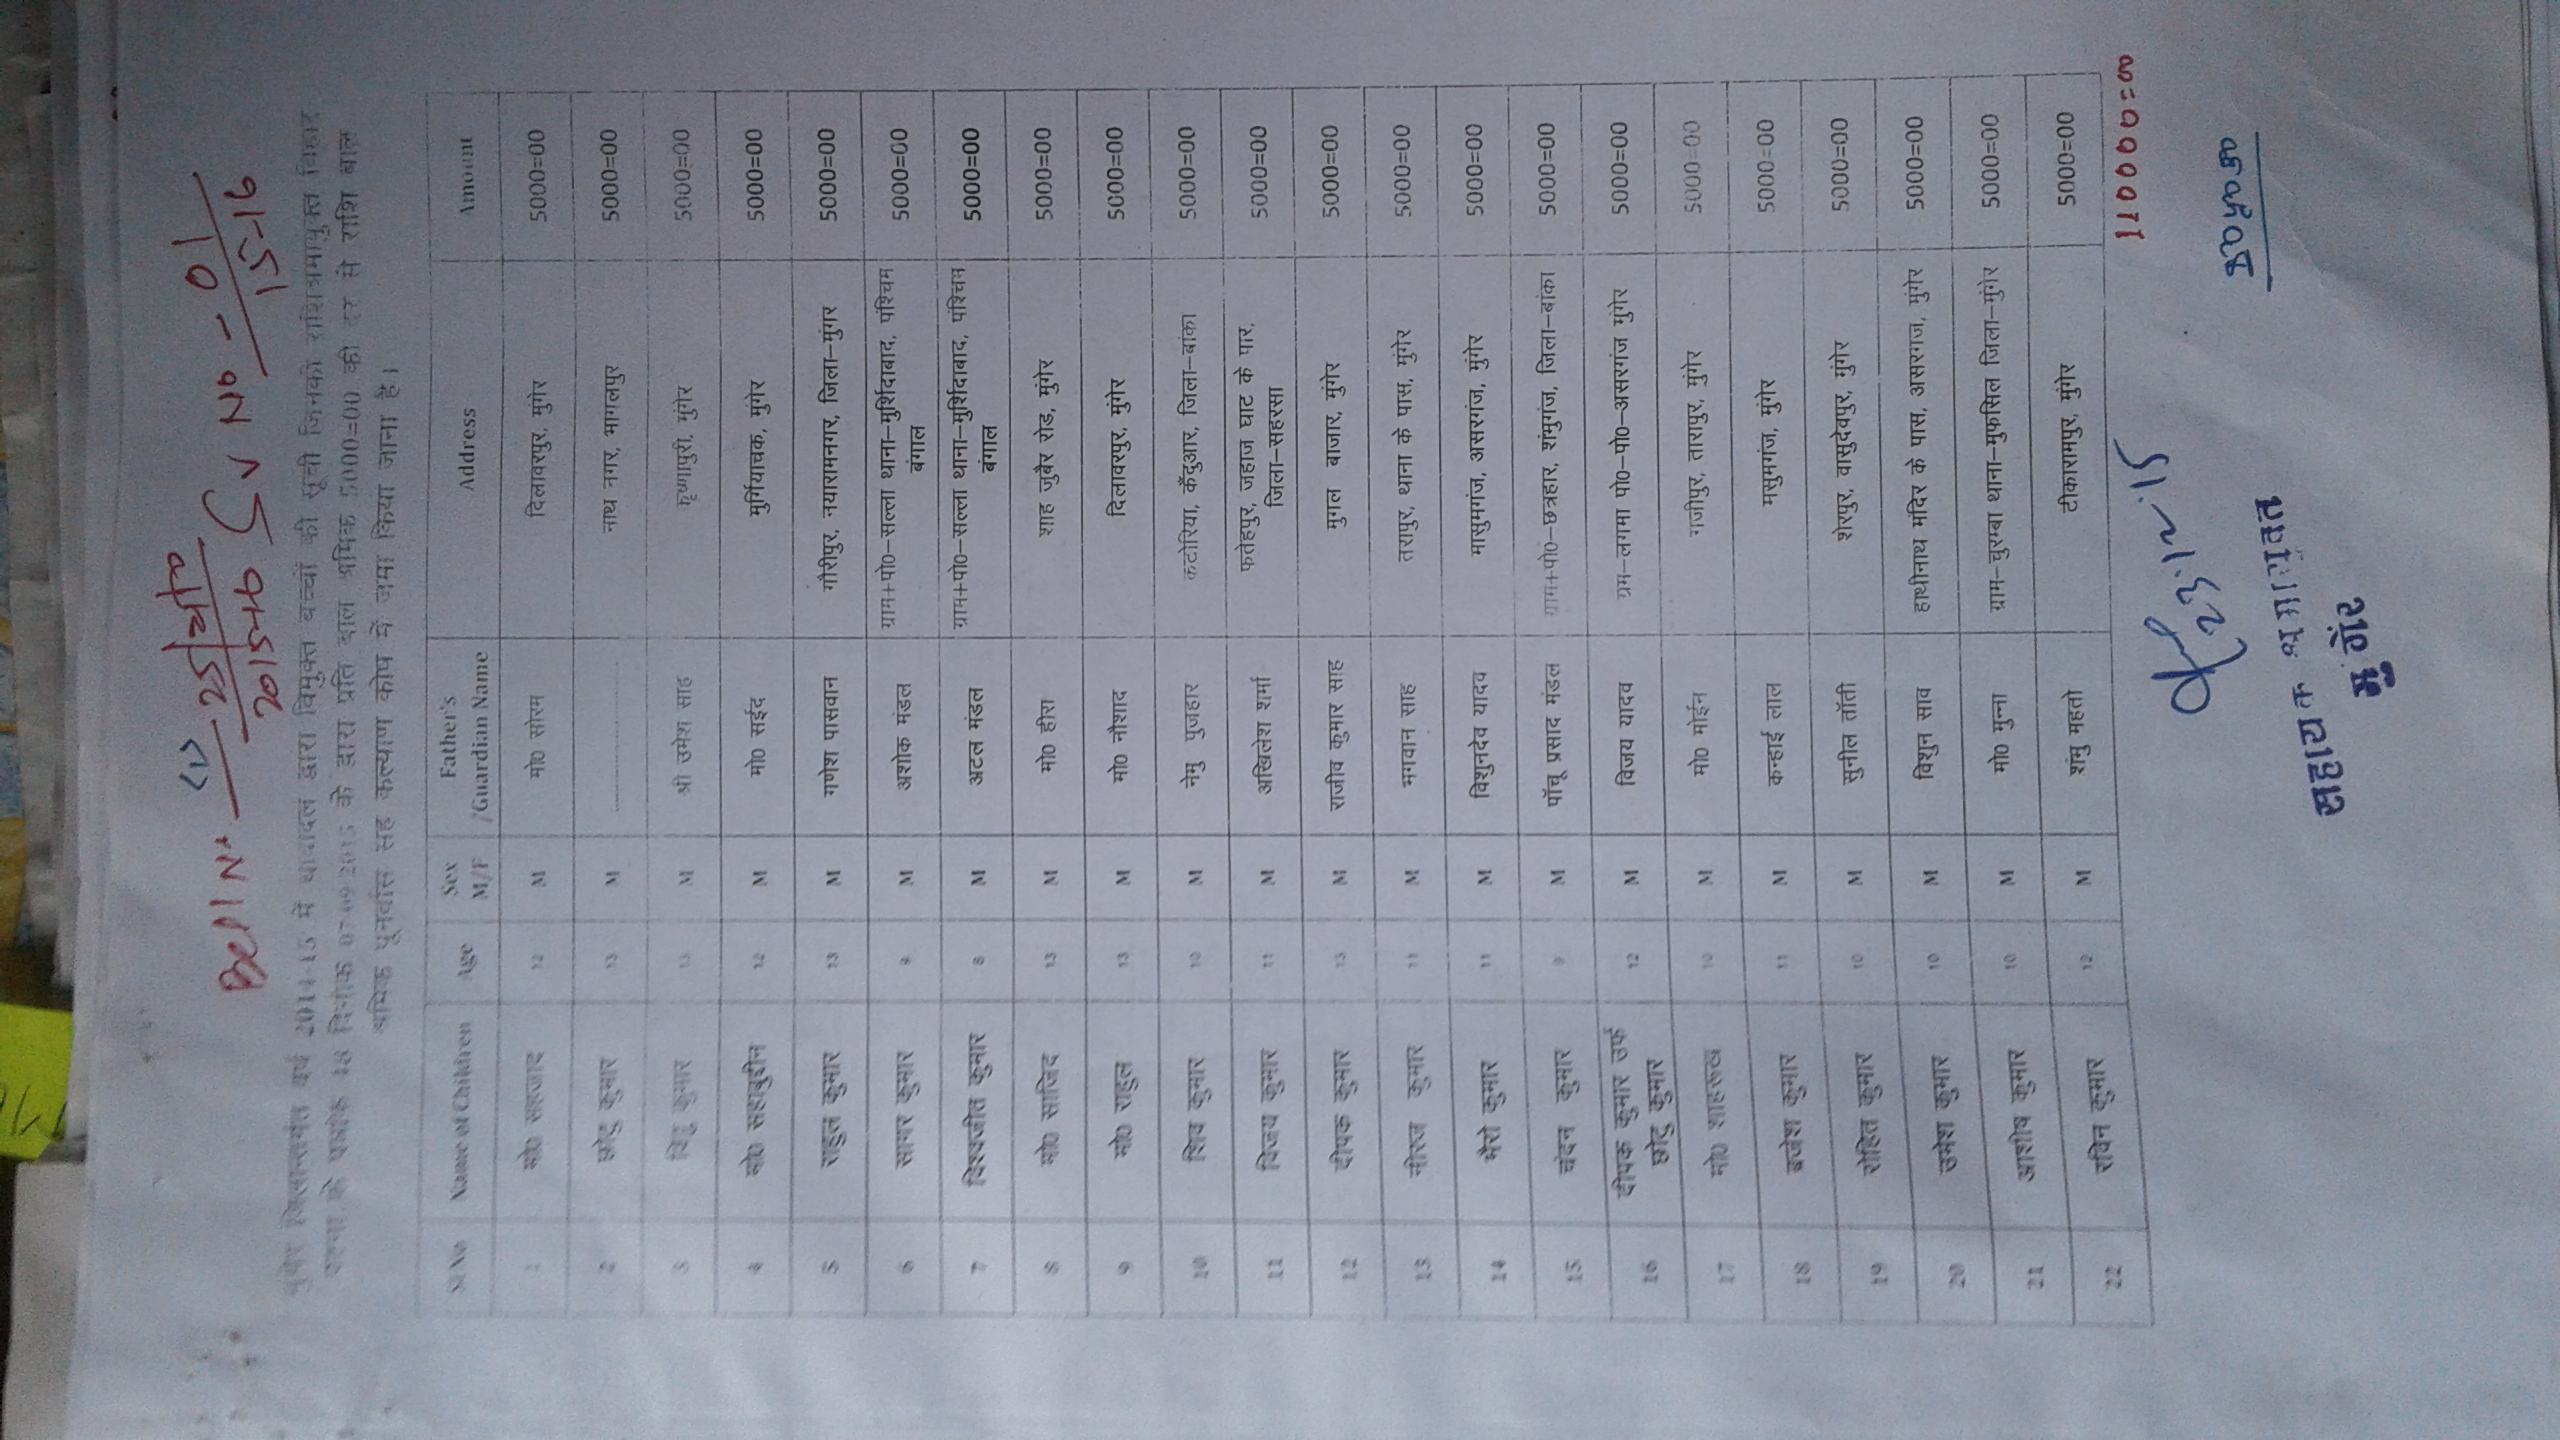 Bell No (1) 25/
2015-16 Sv No - 01
15-16
मुंगेर जिलान्तर्गत वर्ष 2014-15 में धावादल द्वारा विमुक्त बच्चों की सूची जिनकी राशिश्रमायुक्त बिहार
पटना के पत्रांक 48 दिनांक 07-09-2015 के द्वारा प्रति बाल श्रमिक 5000=00 की दर से राशि बाल
श्रमिक पूनर्वास सह कल्याण कोष में जमा किया जाना है।
Sl No Name of Children Age Sex M/F Father's /Guardian Name Address Amount
1 मो0 सहजाद 12 M मो0 सोरम दिलावरपुर, मुंगेर 5000=00
2 छोटु कुमार 13 M .................... नाथ नगर, भागलपुर 5000=00
3 कुमार 13 M श्री उमेश साह कृष्णापुरी, मुंगेर 5000=00
4 मो0 सहाबुद्दीन 12 M मो0 सईद मुर्गियाचक, मुंगेर 5000=00
5 राहुल कुमार 13 M गणेश पासवान गौरीपुर, नयारामनगर, जिला–मुंगर 5000=00
6 सागर कुमार 9 M अशोक मंडल ग्राम+पो0–सल्ला थाना–मुर्शिदाबाद, पंश्चिम
बंगाल 5000=00
7 विश्वजीत कुमार 8 M अटल मंडल ग्राम+पो0–सल्ला थाना–मुर्शिदाबाद, पंश्चिम
बंगाल 5000=00
8 मो0 साजिद 13 M मो0 हीरा शाह जुबैर रोड, मुंगेर 5000=00
9 मो0 राहुल 13 M मो0 नौशाद दिलावरपुर, मुंगेर 5000=00
10 शिव कुमार 10 M नेमु पुजहार कटोरिया, कँदुआर, जिला–बांका 5000=00
11 विजय कुमार 11 M अखिलेश शर्मा फतेहपुर, जहाज घाट के पार,
जिला–सहरसा 5000=00
12 दीपक कुमार 13 M राजीव कुमार साह मुगल बाजार, मुंगेर 5000=00
13 नीरज कुमार 11 M भगवान साह तरापुर, थाना के पास, मुंगेर 5000=00
14 भैरो कुमार 11 M विशुनदेव यादव मासुमगंज, असरगंज, मुंगेर 5000=00
15 चंदन कुमार 9 M पॉचू प्रसाद मंडल ग्राम+पो0–छत्रहार, शंमुगंज, जिला–बांका 5000=00
16 दीपक कुमार उर्फ
छोटु कुमार 12 M विजय यादव ग्रम–लगमा पो0–पो0–असरगंज मुंगेर 5000=00
17 मो0 शाहरूख 10 M मो0 मोईन गजीपुर, तारापुर, मुंगेर 5000=00
18 ब्रजेश कुमार 11 M कन्हाई लाल मसुमगंज, मुंगेर 5000=00
19 रोहित कुमार 10 M सुनील तॉती शेरपुर, वासुदेवपुर, मुंगेर 5000=00
20 उमेश कुमार 10 M विशुन साव हाथीनाथ मंदिर के पास, असरगज, मुंगेर 5000=00
21 आशीष कुमार 10 M मो0 मुन्ना ग्राम–चुरम्बा थाना–मुफसिल जिला–मुंगेर 5000=00
22 रविन कुमार 12 M शंमु महतो टीकारामपुर, मुंगेर 5000=00
110000=00
23.12.15
सहायक श्रमायुक्त
मुंगेर